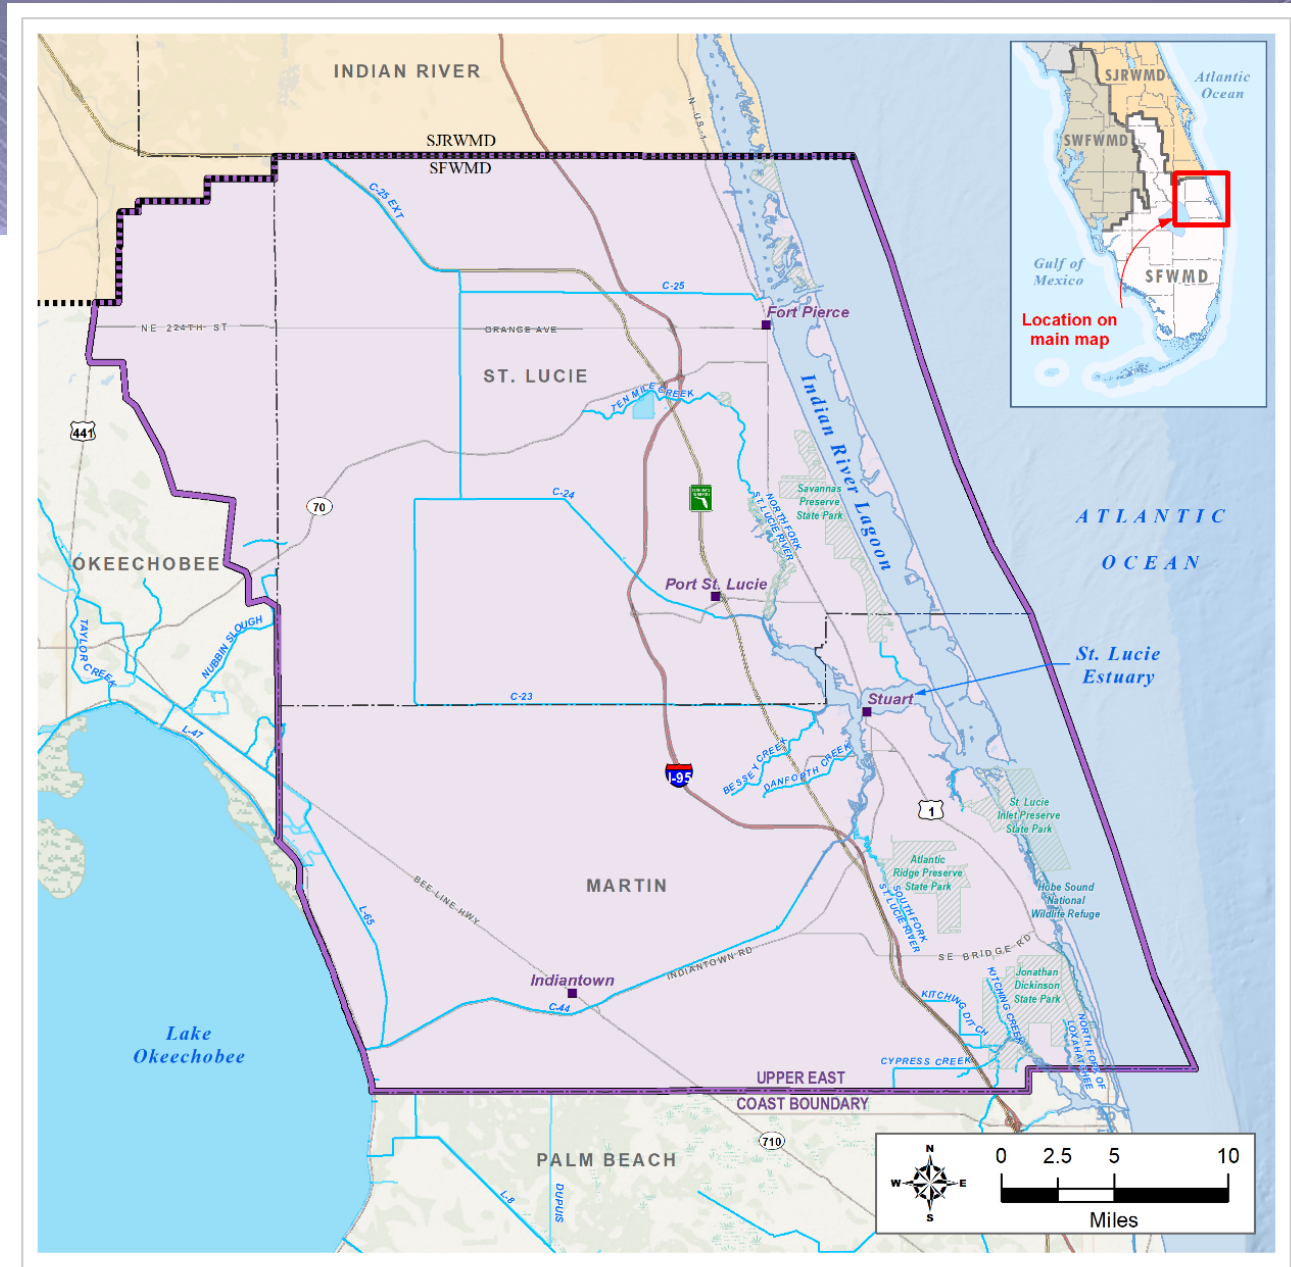 INDIAN RIVER
SJRWMD
SFWMD
N US 1
C-25 EXT
C-25
Fort Pierce
NE 224TH ST
ORANGE AVE
ST. LUCIE
TEN MILE CREEK
Indian River Lagoon
441
70
C-24
Savannas
Preserve
State Park
NORTH FORK
ST. LUCIE RIVER
ATLANTIC
OCEAN
OKEECHOBEE
Port St. Lucie
TAYLOR CREEK
NUBBIN SLOUGH
St. Lucie
Estuary
C-23
Stuart
L-47
BESSEY CREEK
DANFORTH CREEK
I-95
1
St. Lucie
Inlet Preserve
State Park
MARTIN
Atlantic
Ridge Preserve
State Park
BEE LINE HWY
L-65
SOUTH FORK
ST. LUCIE RIVER
Hobe Sound
National
Wildlife Refuge
INDIANTOWN RD
SE BRIDGE RD
Indiantown
C-44
Jonathan
Dickinson
State Park
KITCHING DITCH
KITCHING CREEK
NORTH FORK OF
LOXAHATCHEE
CYPRESS CREEK
Lake
Okeechobee
UPPER EAST
COAST BOUNDARY
710
PALM BEACH
L-8
DUPUIS
SJRWMD
Atlantic
Ocean
SWFWMD
Gulf of
Mexico
SFWMD
Location on
main map
N
W E
S
0 2.5 5 10
Miles